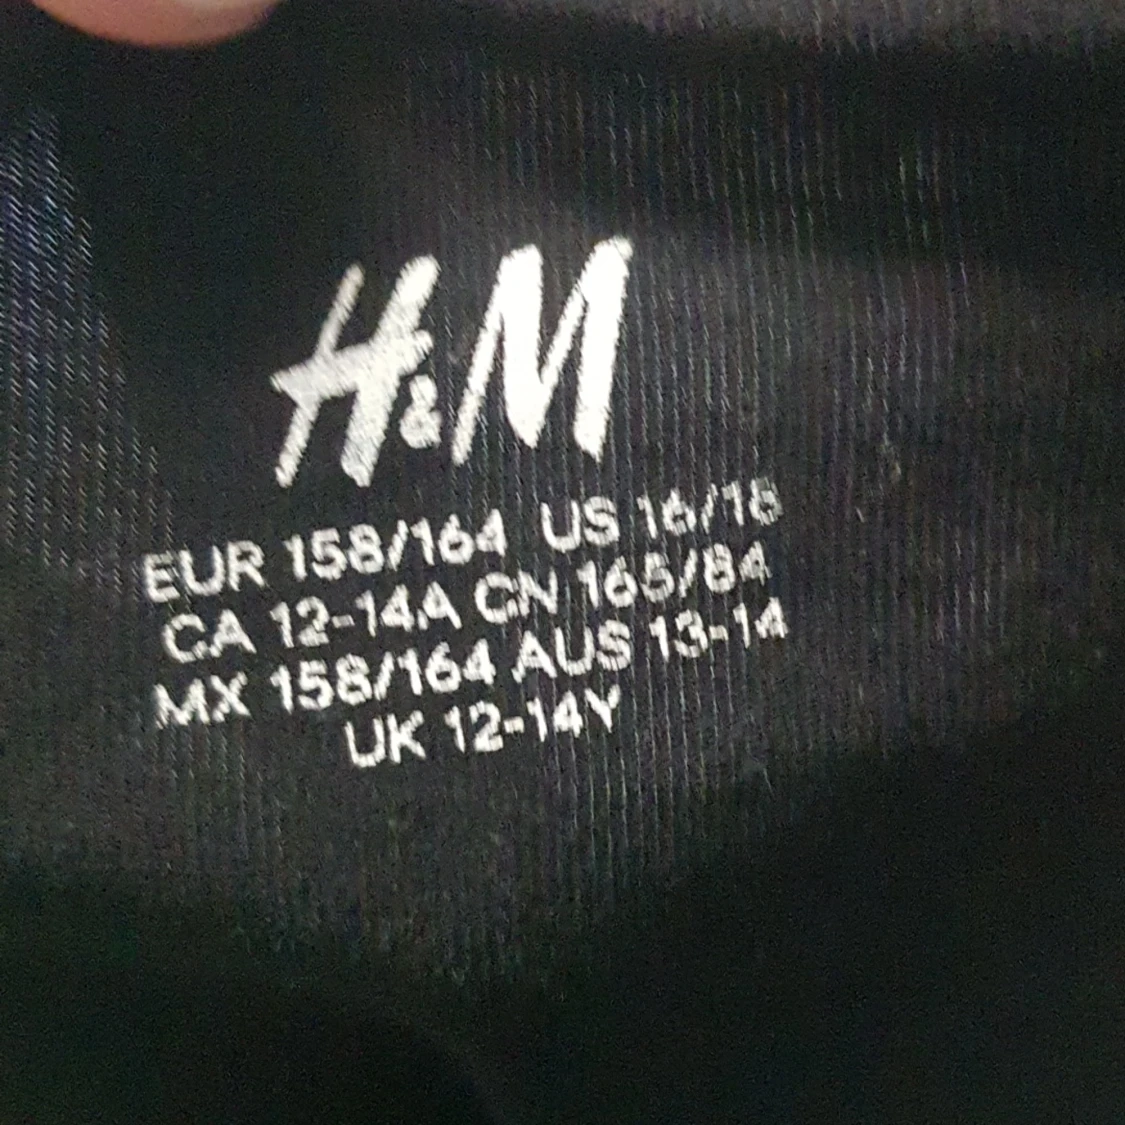 H&M
EUR 158/164 US 16/18
CA 12-14A CN 165/84
MX 158/164 AUS 13-14
UK 12-14Y